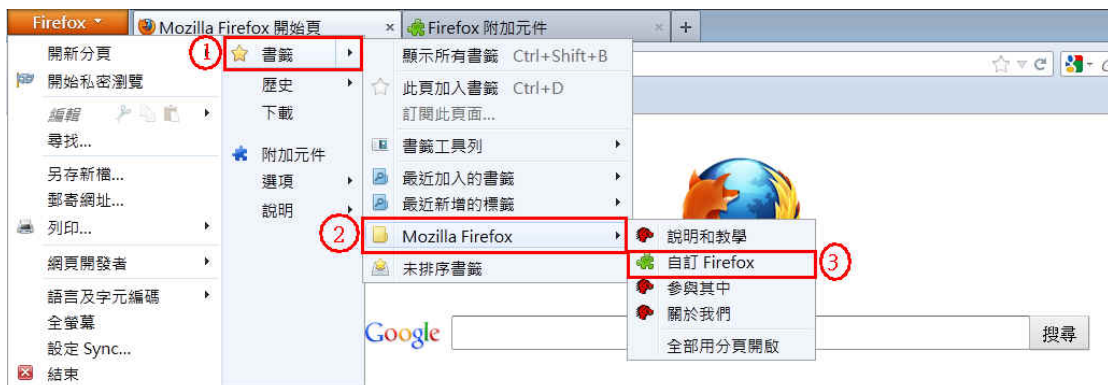 Firefox
Mozilla Firefox 開始頁
Firefox 附加元件
開新分頁
開始私密瀏覽
編輯
尋找...
另存新檔...
郵寄網址...
列印...
網頁開發者
語言及字元編碼
全螢幕
設定 Sync...
結束
1
書籤
歷史
下載
附加元件
選項
說明
顯示所有書籤 Ctrl+Shift+B
此頁加入書籤 Ctrl+D
訂閱此頁面...
書籤工具列
最近加入的書籤
最近新增的標籤
2
Mozilla Firefox
未排序書籤
說明和教學
自訂 Firefox
3
參與其中
關於我們
全部用分頁開啟
Google
搜尋